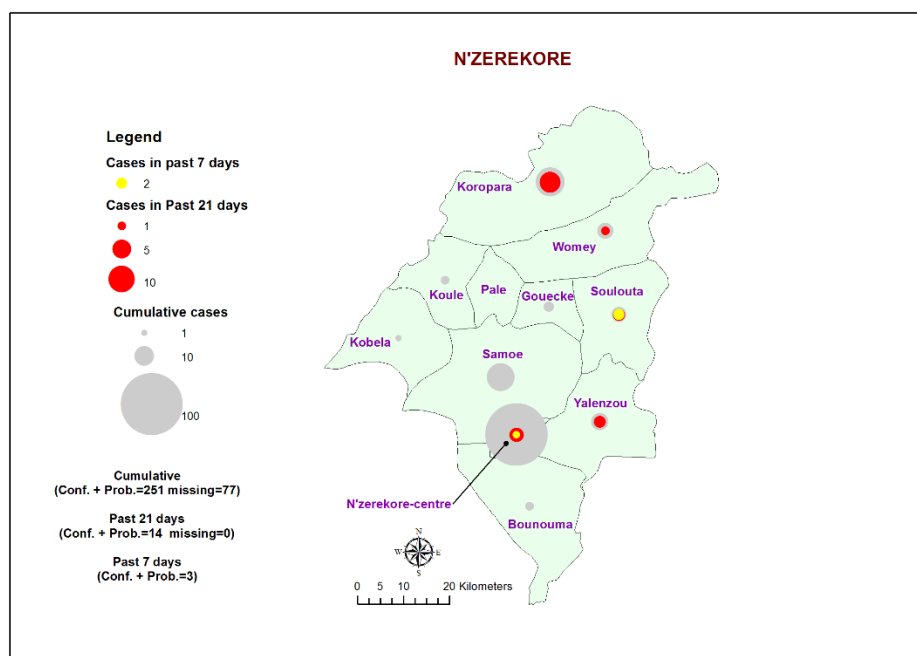 N'ZEREKORE
Legend
Cases in past 7 days
2
Cases in Past 21 days
1
5
10
Cumulative cases
1
10
100
Cumulative
(Conf. + Prob.=251 missing=77)
Past 21 days
(Conf. + Prob.=14  missing=0)
Past 7 days
(Conf. + Prob.=3)
Koropara
Womey
Koule
Pale
Gouecke
Soulouta
Kobela
Samoe
Yalenzou
N'zerekore-centre
Bounouma
N
W E
S
0 5 10 20 Kilometers